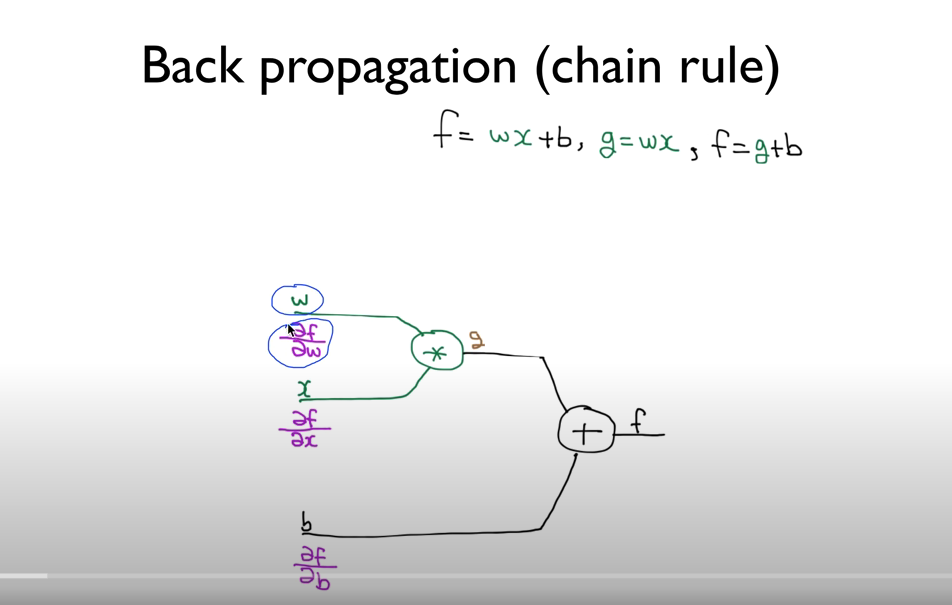 Back propagation (chain rule)
f = wx+b, g=wx, f=g+b
w
∂f
∂w
*
g
x
∂f
∂x
+
f
b
∂f
∂b